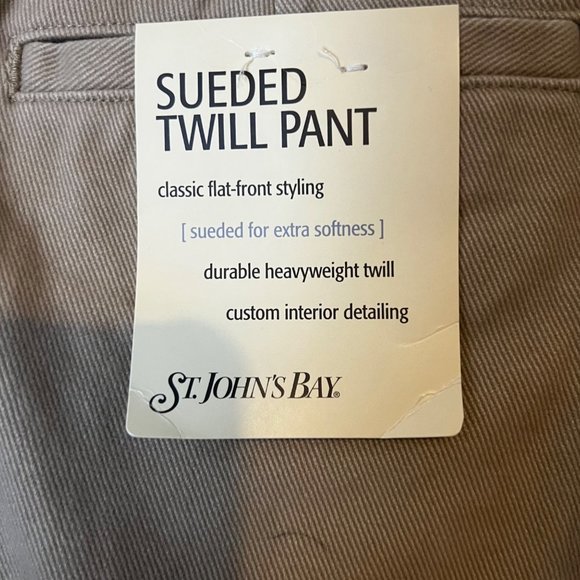 SUEDED
TWILL PANT
classic flat-front styling
[ sueded for extra softness ]
durable heavyweight twill
custom interior detailing
ST. JOHN'S BAY®